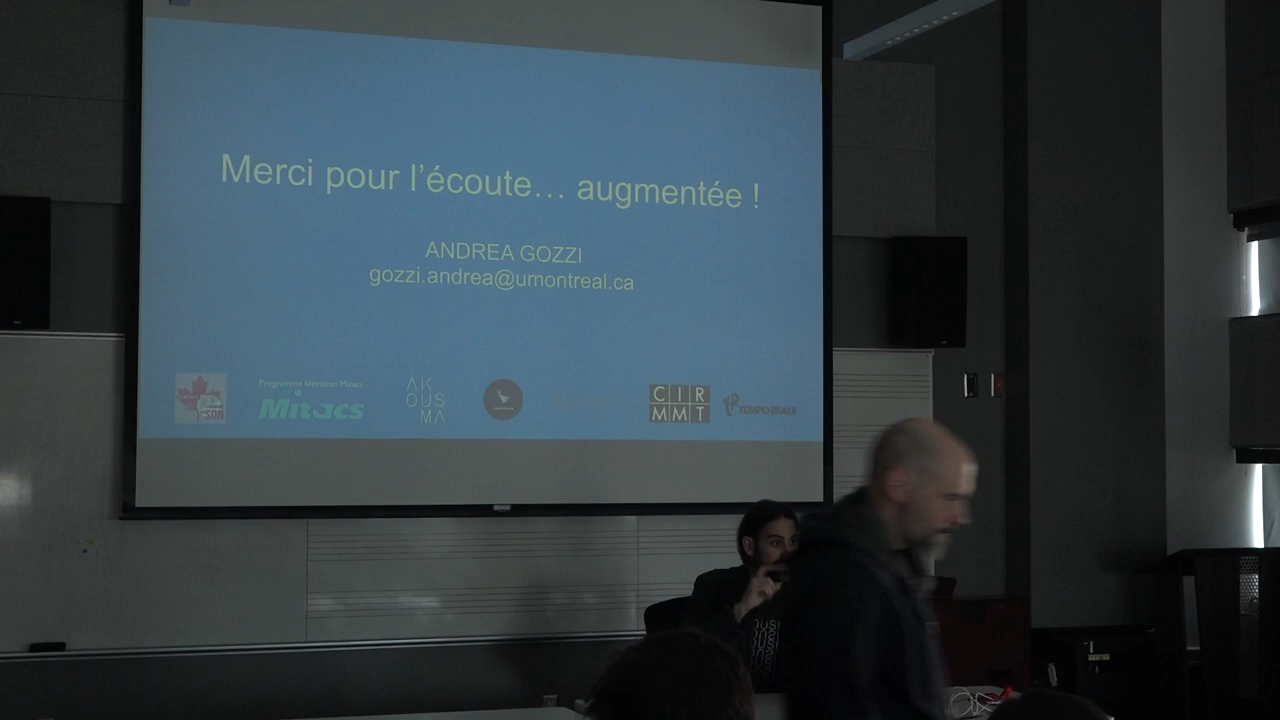 Merci pour l'écoute… augmentée !
ANDREA GOZZI
gozzi.andrea@umontreal.ca
Programme élévation Mitacs
Mitacs
AK
OUS
MA
CIR
MMT
TEMPO REALE